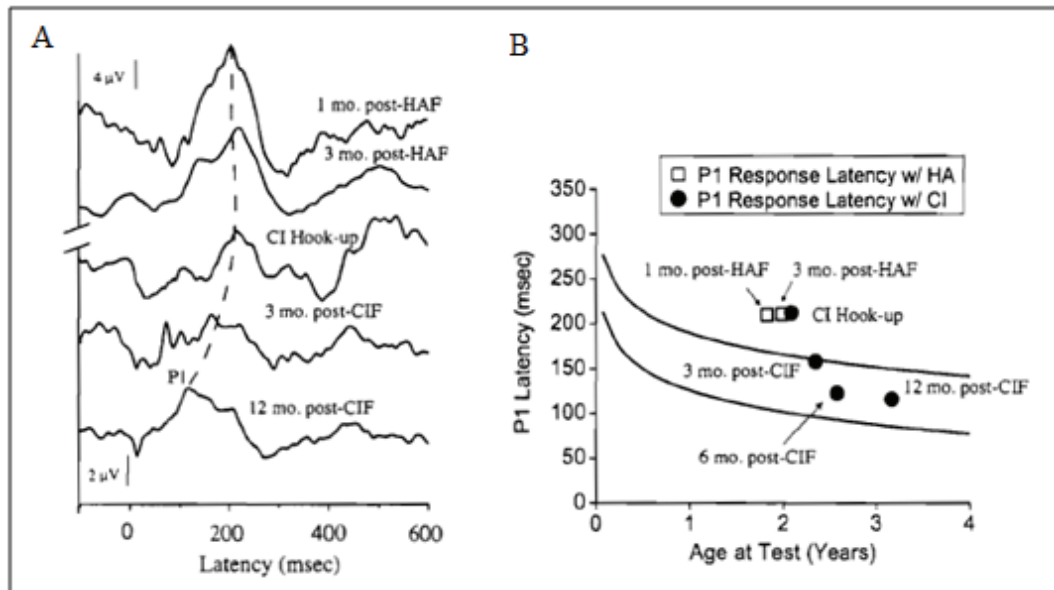 A
4 µV
1 mo. post-HAF
3 mo. post-HAF
CI Hook-up
3 mo. post-CIF
P1
12 mo. post-CIF
2 µV
0 200 400 600
Latency (msec)
B
P1 Response Latency w/ HA
P1 Response Latency w/ CI
350
300
250
200
150
100
50
0
P1 Latency (msec)
1 mo. post-HAF 3 mo. post-HAF
CI Hook-up
3 mo. post-CIF
12 mo. post-CIF
6 mo. post-CIF
0 1 2 3 4
Age at Test (Years)